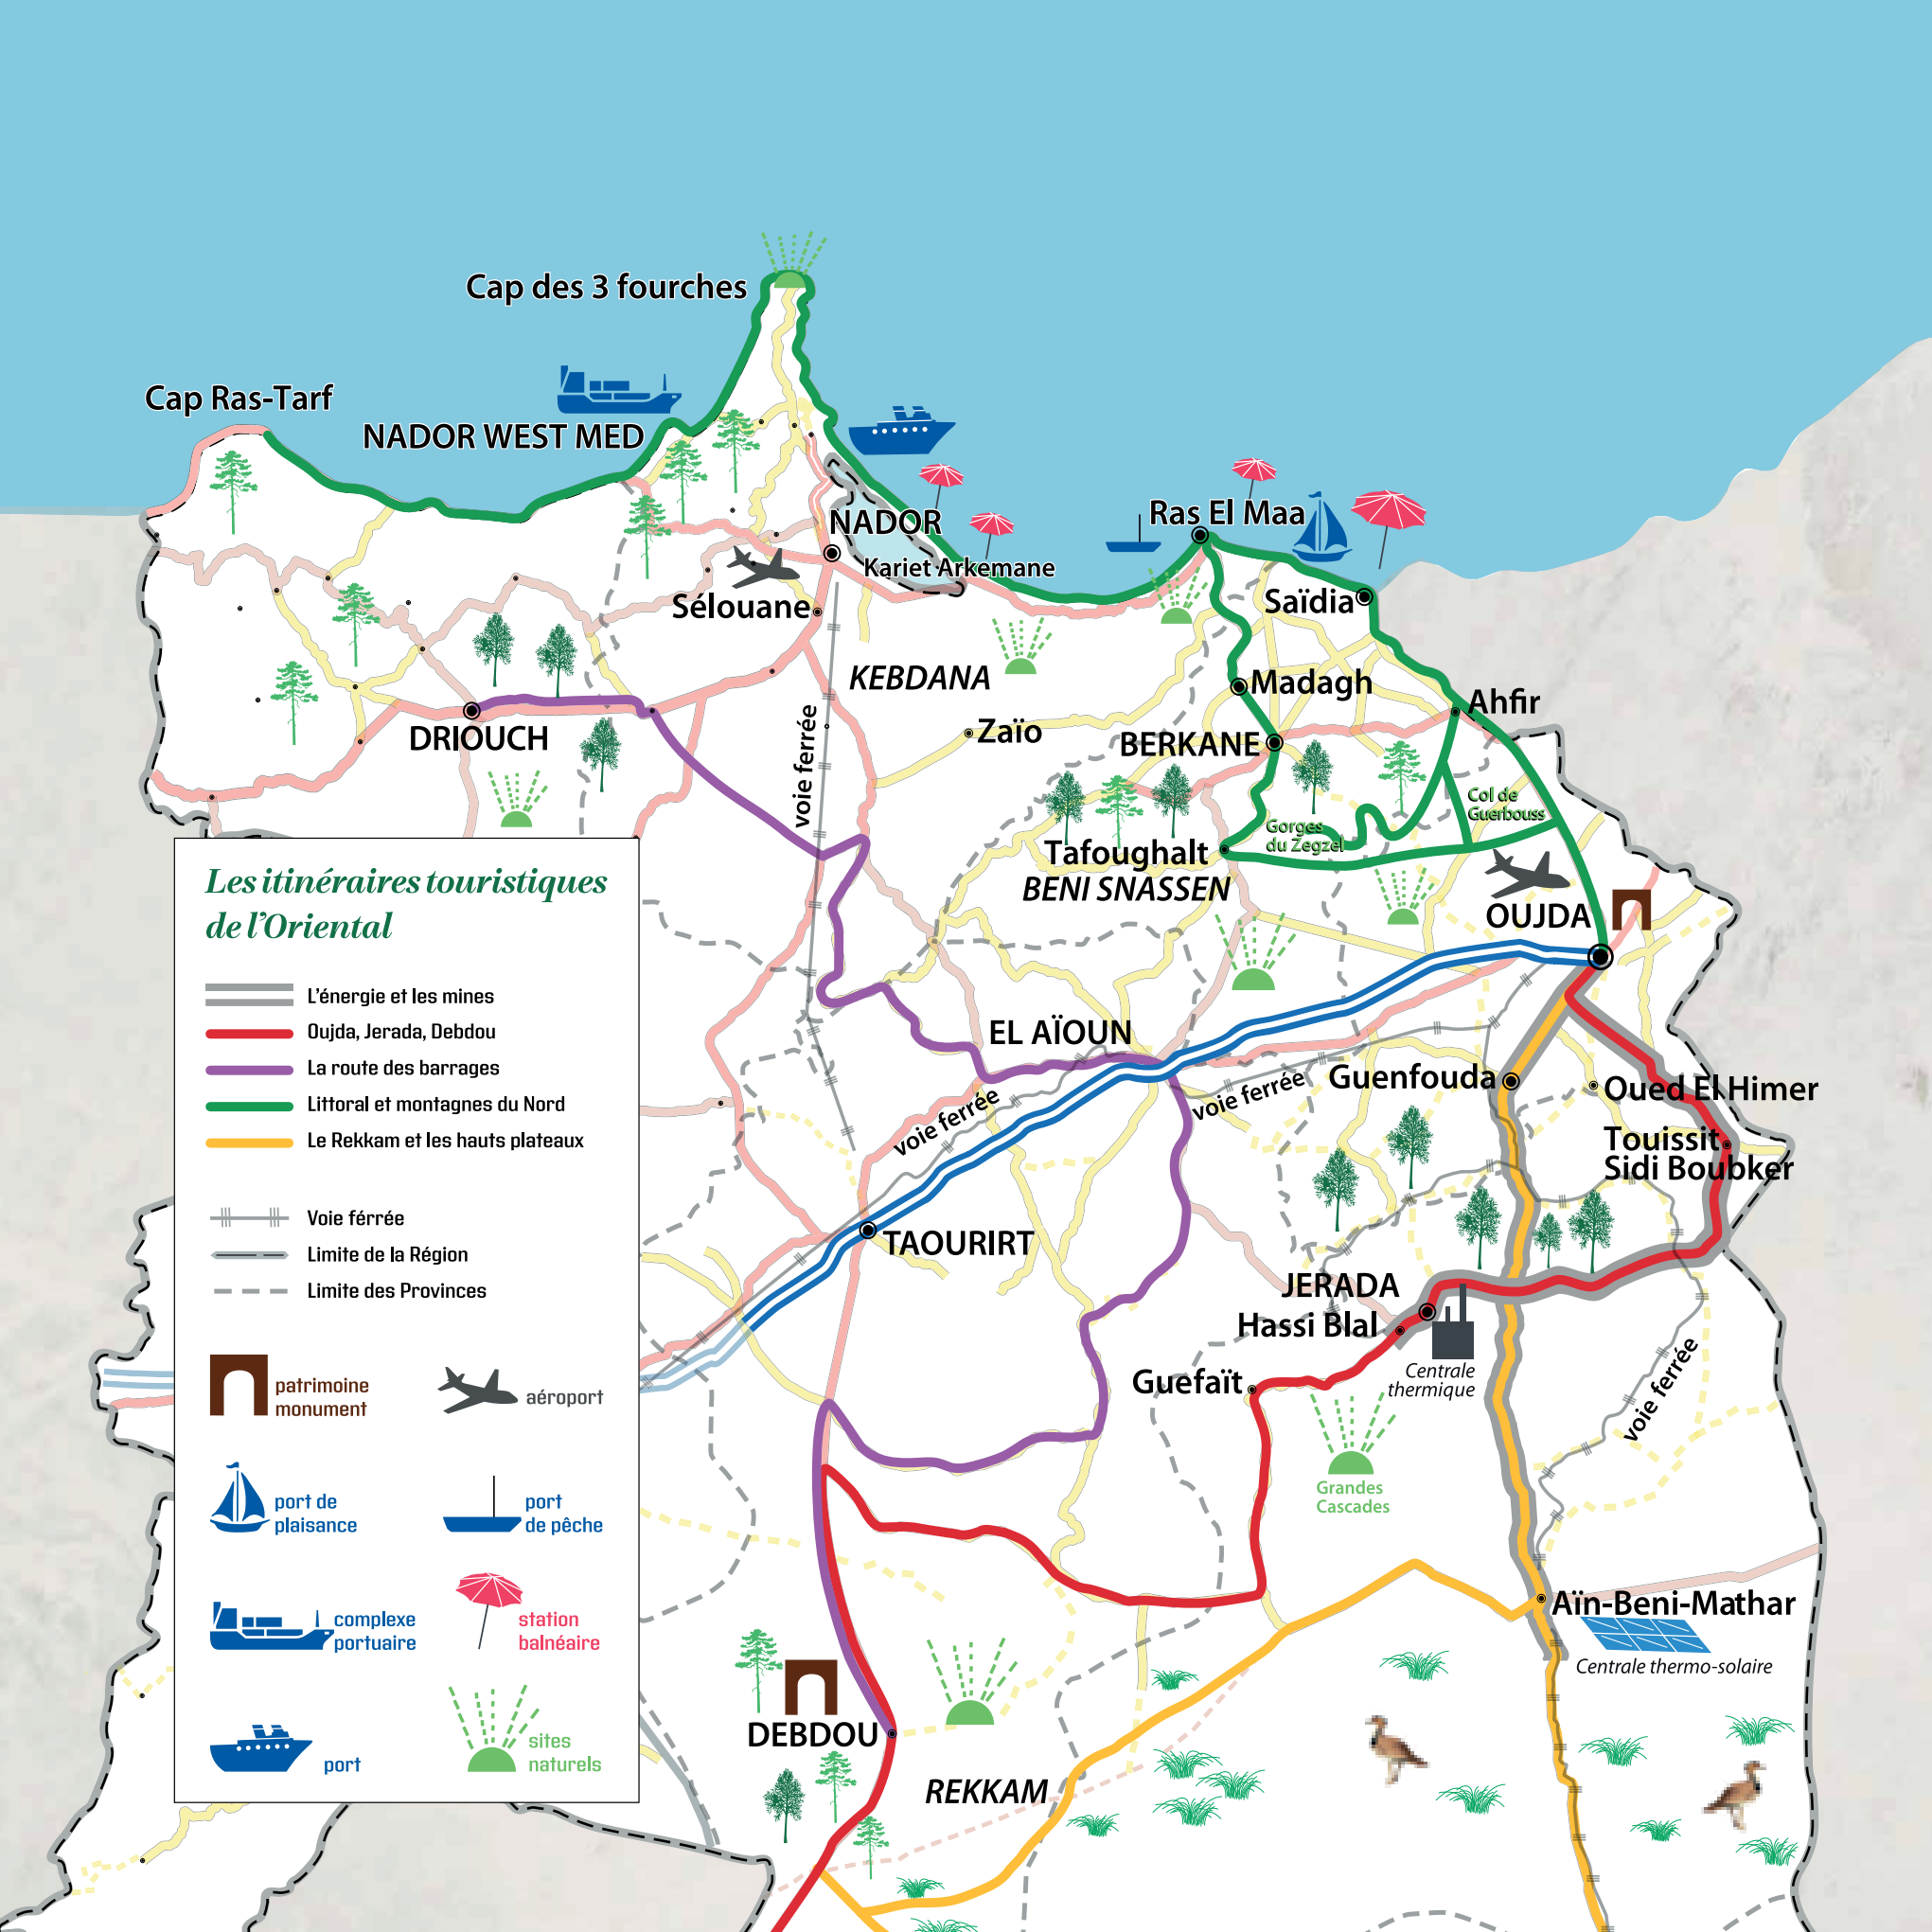 Cap des 3 fourches
Cap Ras-Tarf
NADOR WEST MED
NADOR
Kariet Arkemane
Ras El Maa
Sélouane
Saïdia
KEBDANA
Madagh
Ahfir
DRIOUCH
Zaïo
BERKANE
voie ferrée
Col de
Guerbouss
Gorges
du Zegzel
Tafoughalt
BENI SNASSEN
OUJDA
Les itinéraires touristiques
de l'Oriental
L'énergie et les mines
Oujda, Jerada, Debdou
La route des barrages
Littoral et montagnes du Nord
Le Rekkam et les hauts plateaux
Voie férrée
Limite de la Région
Limite des Provinces
patrimoine
monument
aéroport
port de
plaisance
port
de pêche
complexe
portuaire
station
balnéaire
port
sites
naturels
EL AÏOUN
Guenfouda
Oued El Himer
voie ferrée
voie ferrée
Touissit
Sidi Boubker
TAOURIRT
JERADA
Hassi Blal
Guefaït
Centrale
thermique
voie ferrée
Grandes
Cascades
Aïn-Beni-Mathar
Centrale thermo-solaire
DEBDOU
REKKAM